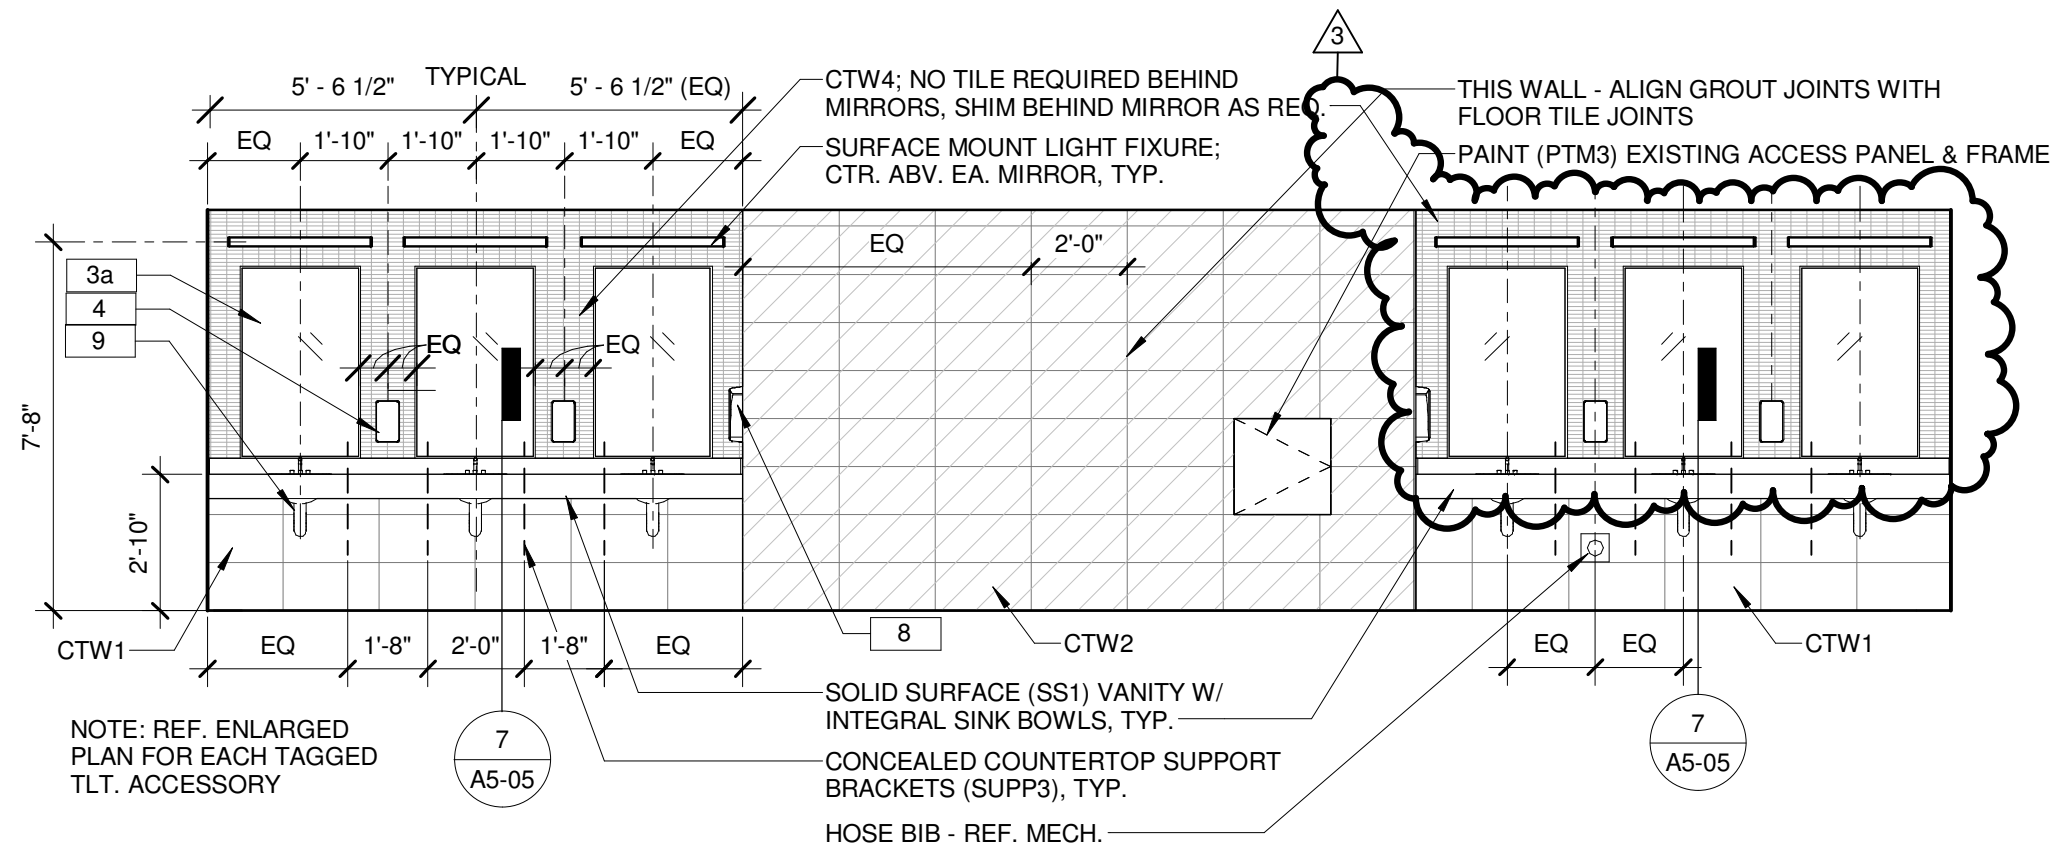 3
5' - 6 1/2"
TYPICAL
5' - 6 1/2" (EQ)
EQ
1'-10"
1'-10"
1'-10"
1'-10"
EQ
CTW4; NO TILE REQUIRED BEHIND
MIRRORS, SHIM BEHIND MIRROR AS REQ.
SURFACE MOUNT LIGHT FIXTURE;
CTR. ABV. EA. MIRROR, TYP.
THIS WALL - ALIGN GROUT JOINTS WITH
FLOOR TILE JOINTS
PAINT (PTM3) EXISTING ACCESS PANEL & FRAME
EQ
2'-0"
3a
4
9
EQ
EQ
7'-8"
2'-10"
CTW1
EQ
1'-8"
2'-0"
1'-8"
EQ
8
CTW2
EQ
EQ
CTW1
SOLID SURFACE (SS1) VANITY W/
INTEGRAL SINK BOWLS, TYP.
CONCEALED COUNTERTOP SUPPORT
BRACKETS (SUPP3), TYP.
HOSE BIB - REF. MECH.
NOTE: REF. ENLARGED
PLAN FOR EACH TAGGED
TLT. ACCESSORY
7
A5-05
7
A5-05